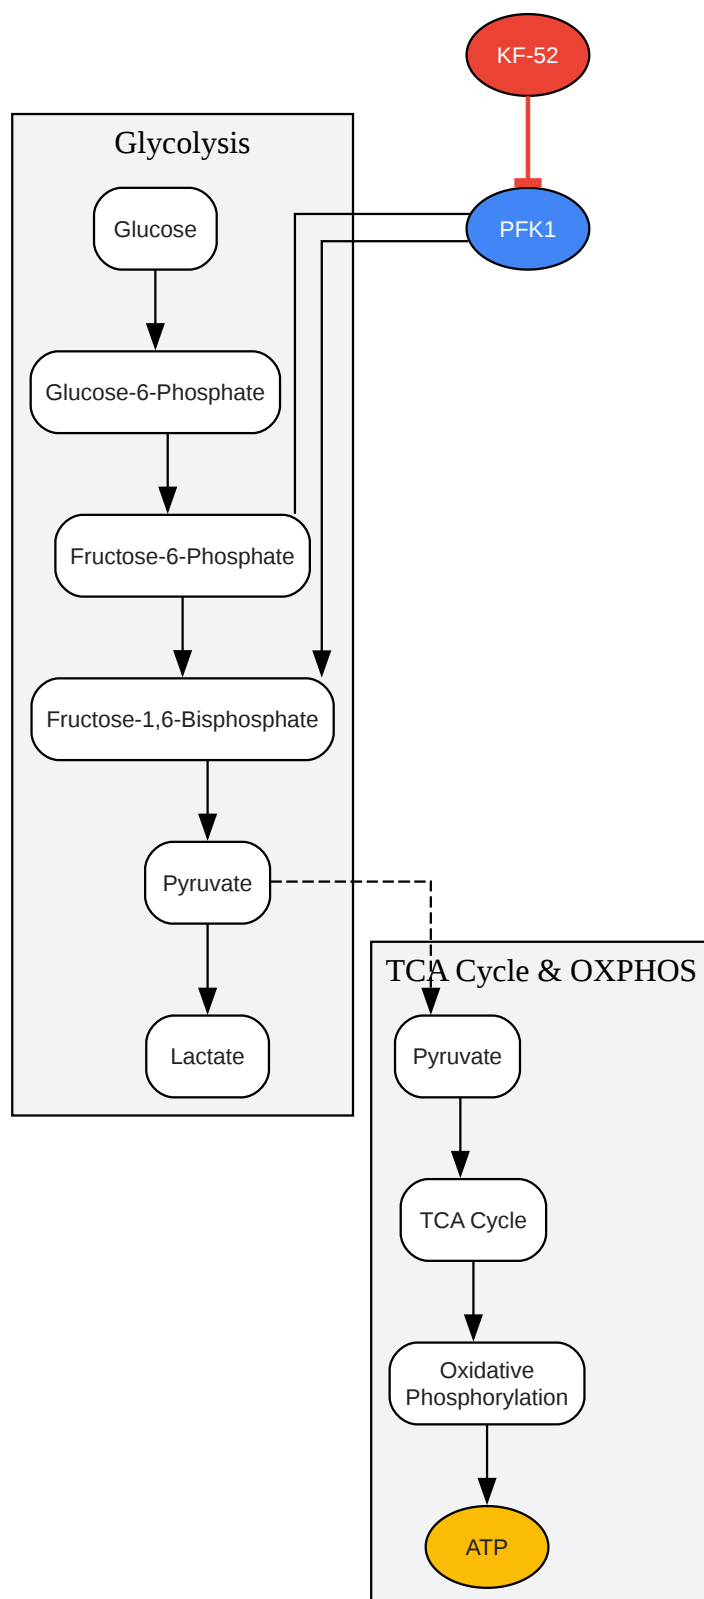 KF-52
Glycolysis
Glucose
PFK1
Glucose-6-Phosphate
Fructose-6-Phosphate
Fructose-1,6-Bisphosphate
Pyruvate
Lactate
TCA Cycle & OXPHOS
Pyruvate
TCA Cycle
Oxidative
Phosphorylation
ATP